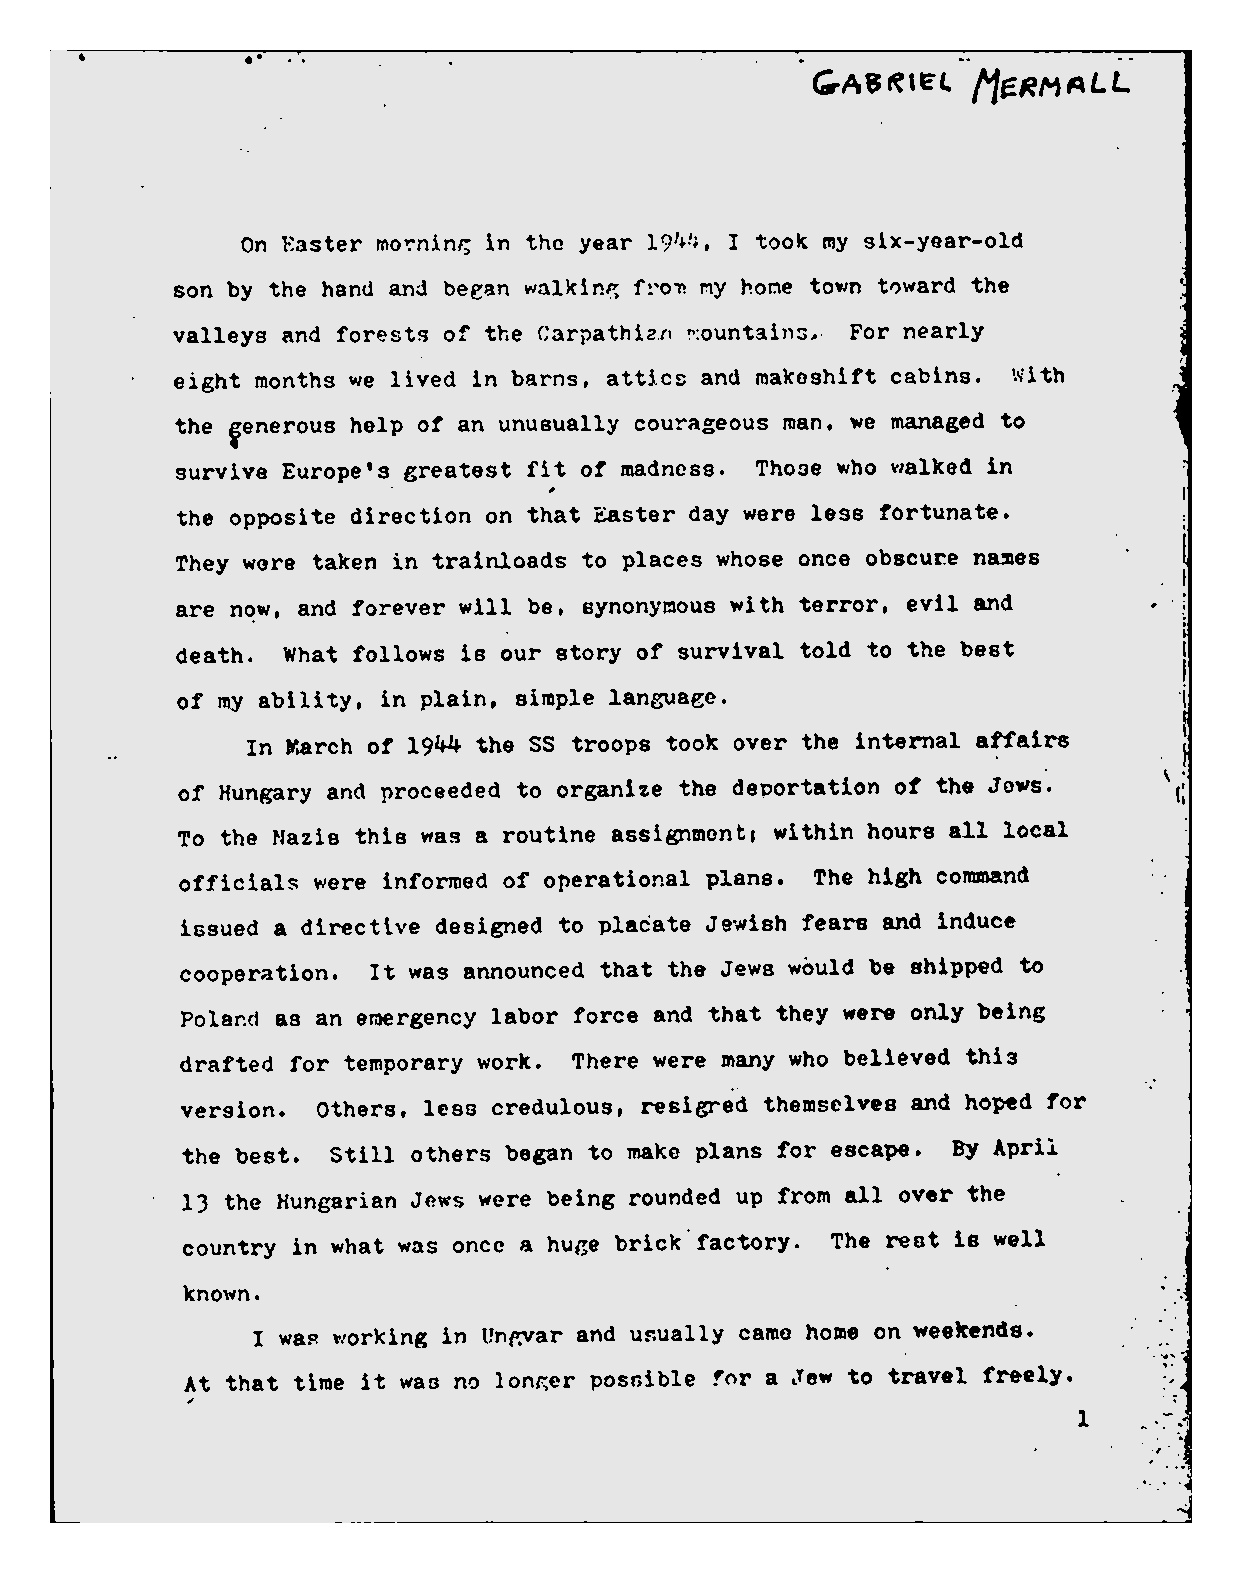 GABRIEL MERMALL
On Easter morning in the year 1944, I took my six-year-old
son by the hand and began walking from my home town toward the
valleys and forests of the Carpathian mountains. For nearly
eight months we lived in barns, attics and makeshift cabins. With
the generous help of an unusually courageous man, we managed to
survive Europe's greatest fit of madness. Those who walked in
the opposite direction on that Easter day were less fortunate.
They were taken in trainloads to places whose once obscure names
are now, and forever will be, synonymous with terror, evil and
death. What follows is our story of survival told to the best
of my ability, in plain, simple language.
In March of 1944 the SS troops took over the internal affairs
of Hungary and proceeded to organize the deportation of the Jews.
To the Nazis this was a routine assignment; within hours all local
officials were informed of operational plans. The high command
issued a directive designed to placate Jewish fears and induce
cooperation. It was announced that the Jews would be shipped to
Poland as an emergency labor force and that they were only being
drafted for temporary work. There were many who believed this
version. Others, less credulous, resigned themselves and hoped for
the best. Still others began to make plans for escape. By April
13 the Hungarian Jews were being rounded up from all over the
country in what was once a huge brick factory. The rest is well
known.
I was working in Ungvar and usually came home on weekends.
At that time it was no longer possible for a Jew to travel freely.
1